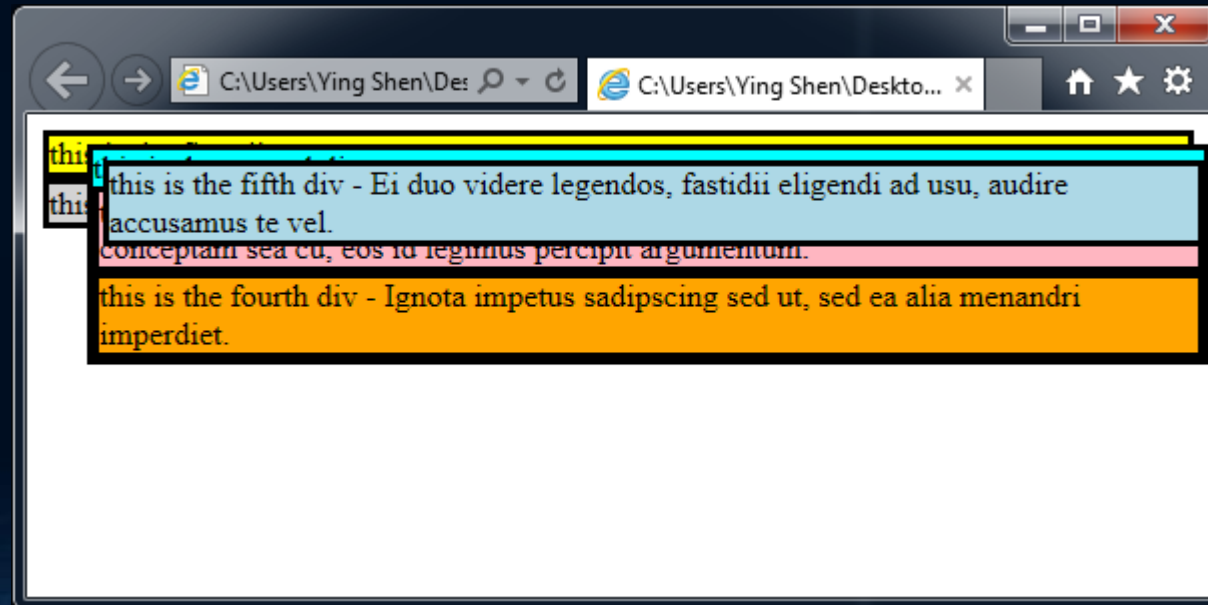 C:\Users\Ying Shen\Des
C:\Users\Ying Shen\Deskto...
this
this is the fifth div - Ei duo videre legendos, fastidii eligendi ad usu, audire
this
accusamus te vel.
conceptam sea cu, eos id legimus percipit argumentum.
this is the fourth div - Ignota impetus sadipscing sed ut, sed ea alia menandri
imperdiet.